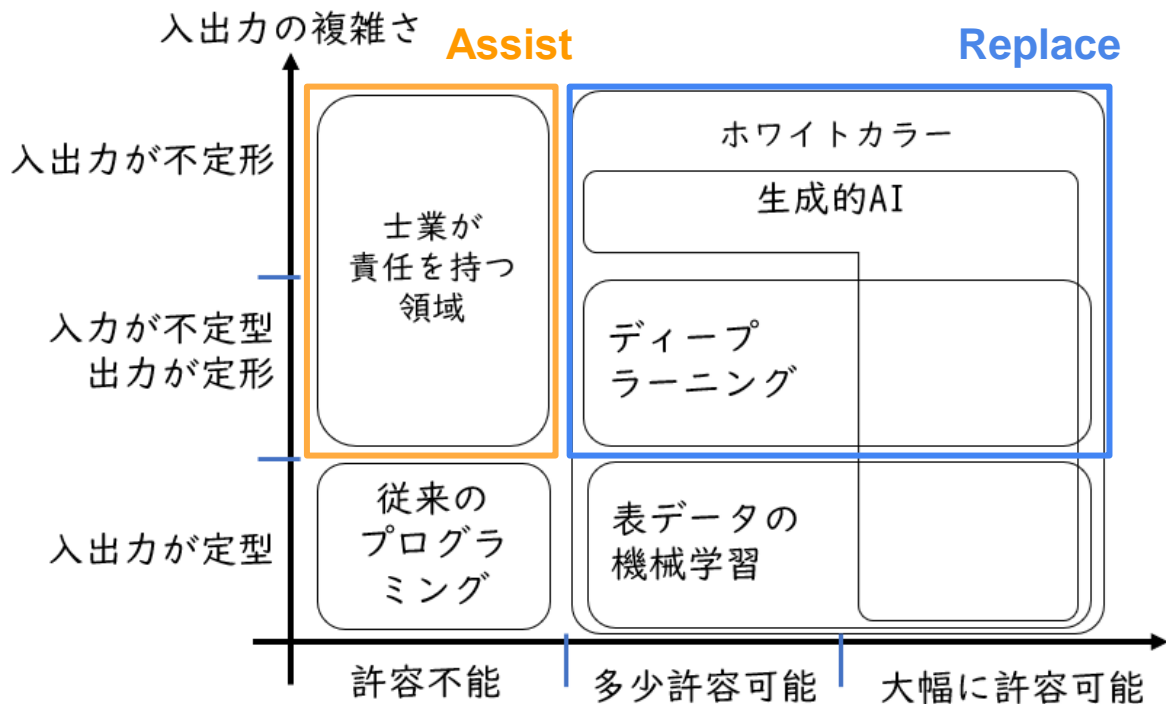 入出力の複雑さ
Assist
Replace
入出力が不定形
ホワイトカラー
生成的AI
士業が
責任を持つ
領域
入力が不定型
出力が定形
ディープ
ラーニング
入出力が定型
従来の
プログラ
ミング
表データの
機械学習
許容不能
多少許容可能
大幅に許容可能